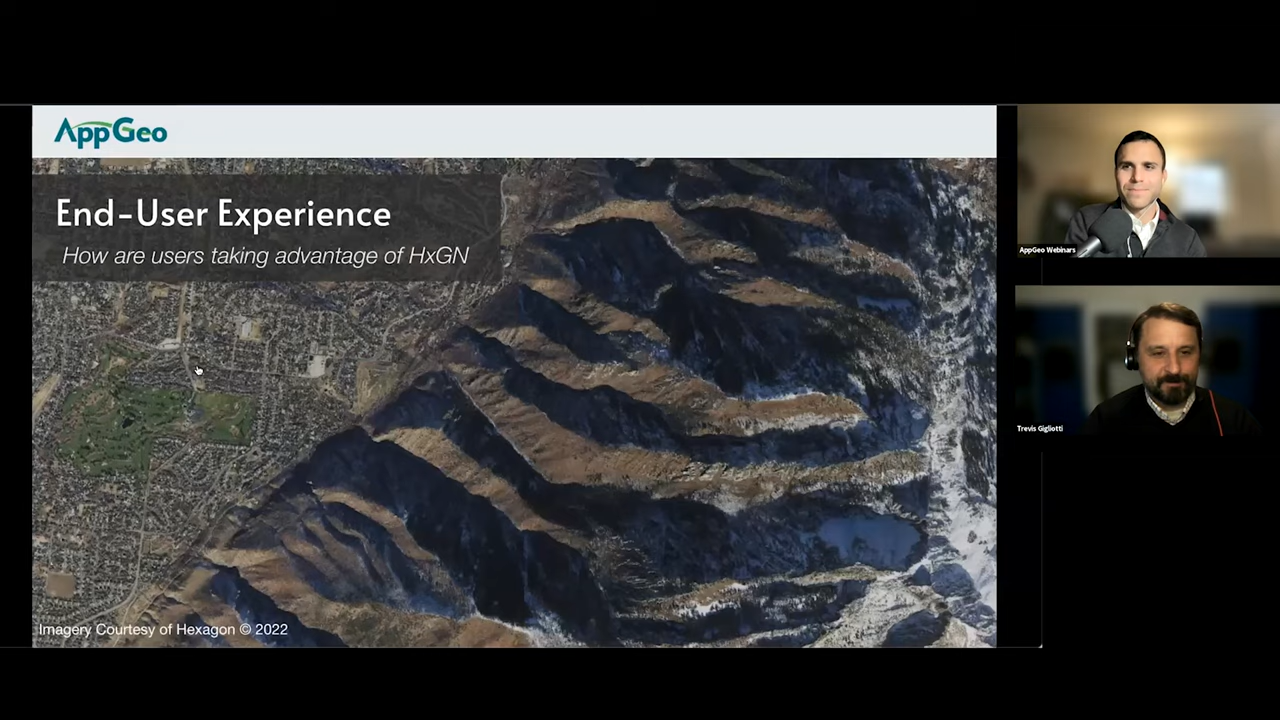 AppGeo
End-User Experience
How are users taking advantage of HxGN
Imagery Courtesy of Hexagon © 2022
AppGeo Webinars
Trevis Gigliotti